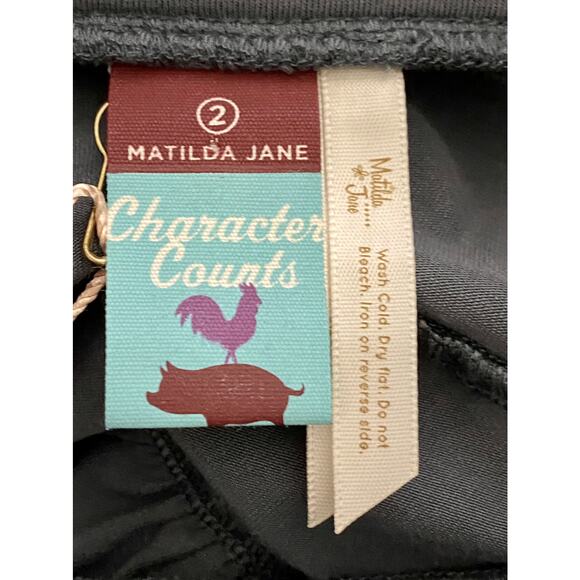 2
MATILDA JANE
Character
Counts
Matilda
Jane
Wash Cold. Dry flat. Do not
Bleach. Iron on reverse side.